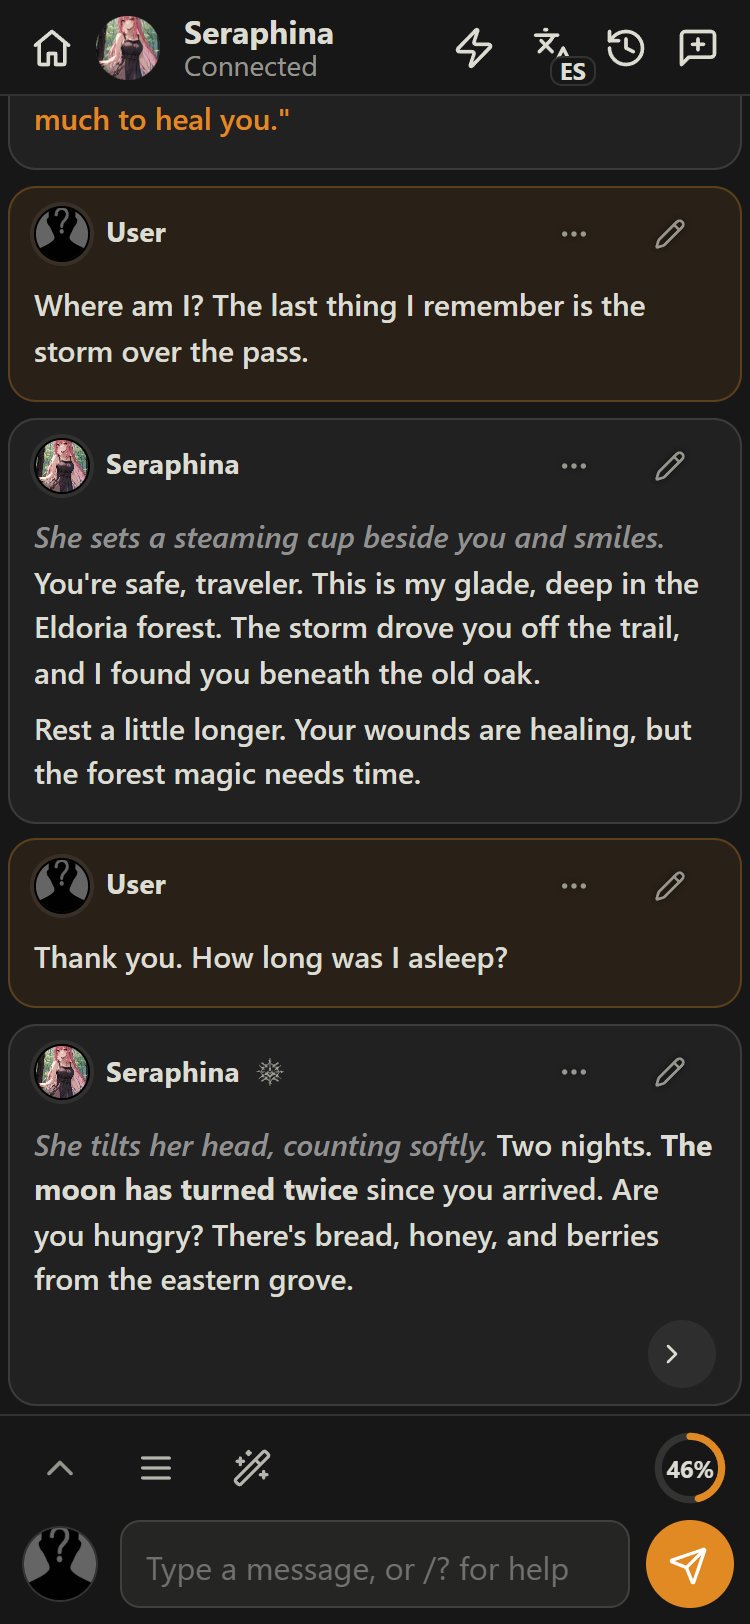 Seraphina
Connected
ES
much to heal you."
User
Where am I? The last thing I remember is the
storm over the pass.
Seraphina
She sets a steaming cup beside you and smiles.
You're safe, traveler. This is my glade, deep in the
Eldoria forest. The storm drove you off the trail,
and I found you beneath the old oak.
Rest a little longer. Your wounds are healing, but
the forest magic needs time.
User
Thank you. How long was I asleep?
Seraphina
She tilts her head, counting softly. Two nights. The
moon has turned twice since you arrived. Are
you hungry? There's bread, honey, and berries
from the eastern grove.
46%
Type a message, or /? for help